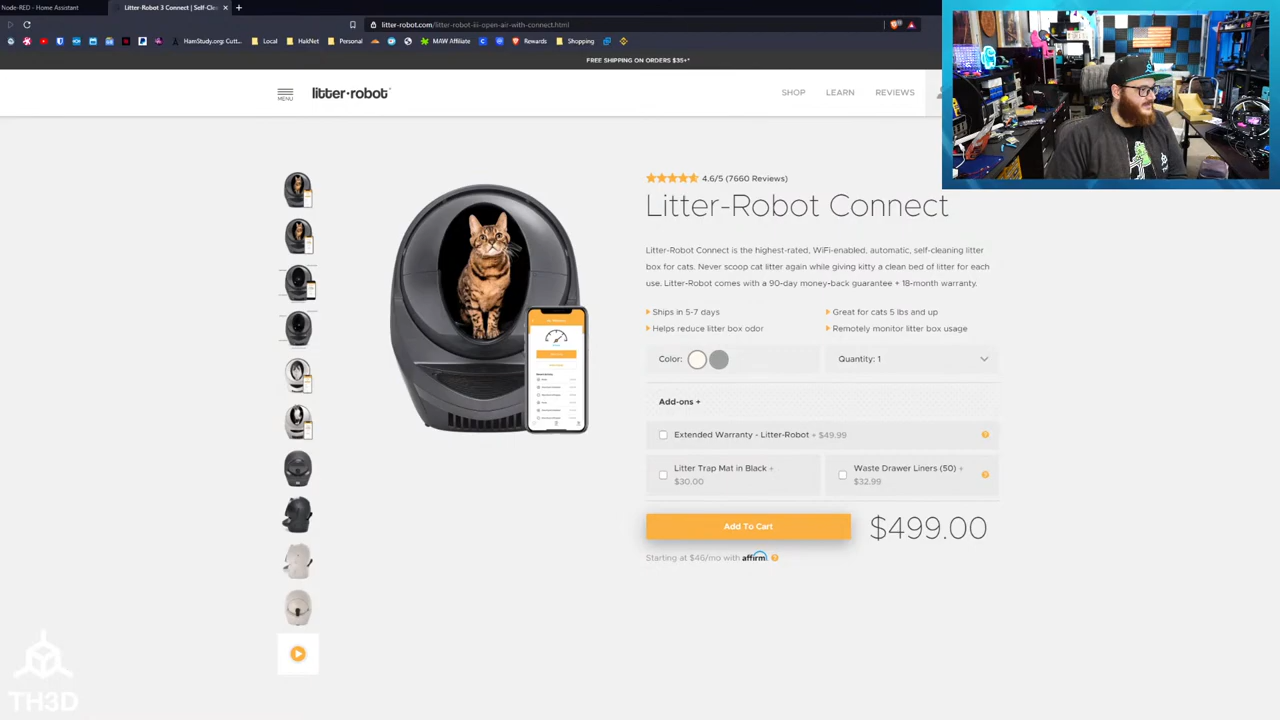 Node-RED - Home Assistant
Litter-Robot 3 Connect | Self-Cle
litter-robot.com/litter-robot-iii-open-air-with-connect.html
HamStudy.org: Cutt...
Local
HakNet
MAW Affiliate
Rewards
Shopping
FREE SHIPPING ON ORDERS $35+*
MENU
litter-robot
SHOP
LEARN
REVIEWS
4.6/5 (7660 Reviews)
Litter-Robot Connect
Litter-Robot Connect is the highest-rated, WiFi-enabled, automatic, self-cleaning litter
box for cats. Never scoop cat litter again while giving kitty a clean bed of litter for each
use. Litter-Robot comes with a 90-day money-back guarantee + 18-month warranty.
Ships in 5-7 days
Great for cats 5 lbs and up
Helps reduce litter box odor
Remotely monitor litter box usage
Color:
Quantity: 1
Add-ons +
Extended Warranty - Litter-Robot + $49.99
Litter Trap Mat in Black +
$30.00
Waste Drawer Liners (50) +
$32.99
Add To Cart
$499.00
Starting at $46/mo with affirm
TH3D